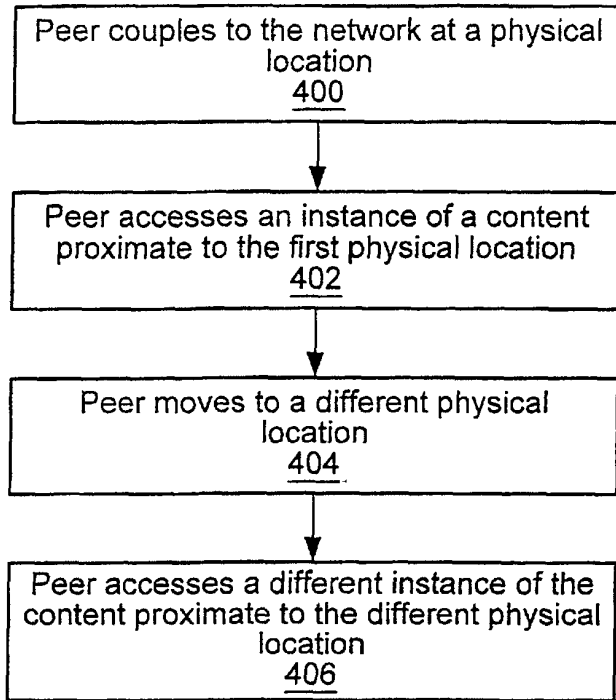 Peer couples to the network at a physical
location
400
Peer accesses an instance of a content
proximate to the first physical location
402
Peer moves to a different physical
location
404
Peer accesses a different instance of the
content proximate to the different physical
location
406